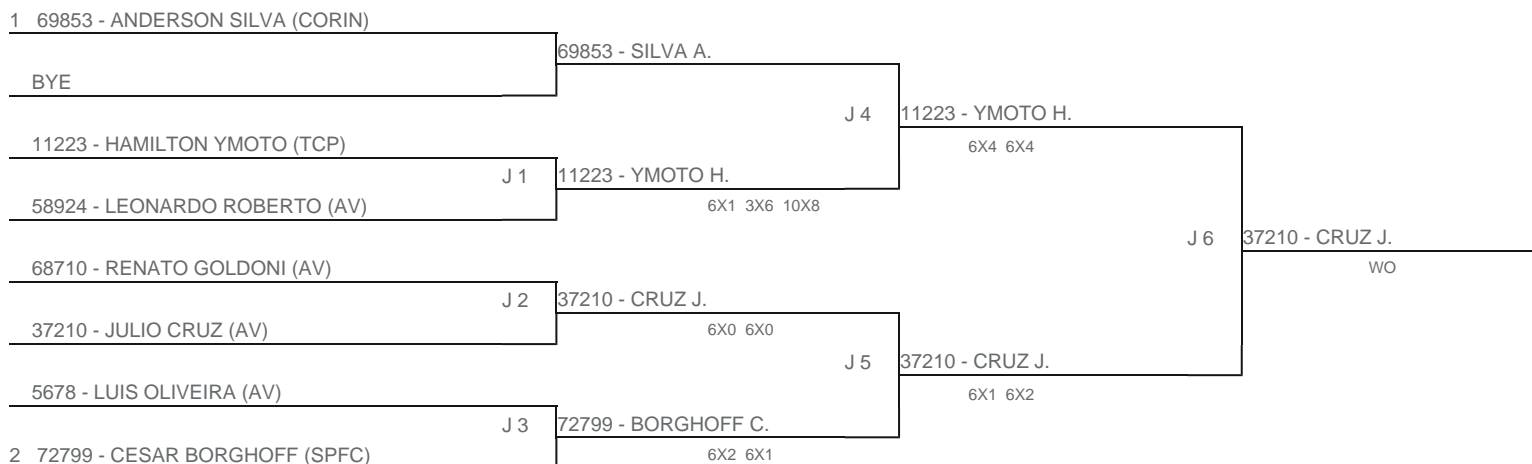 1 69853 - ANDERSON SILVA (CORIN)
69853 - SILVA A.
BYE
J 4
11223 - YMOTO H.
6X4 6X4
11223 - HAMILTON YMOTO (TCP)
J 1
11223 - YMOTO H.
6X1 3X6 10X8
58924 - LEONARDO ROBERTO (AV)
J 6
37210 - CRUZ J.
WO
68710 - RENATO GOLDONI (AV)
J 2
37210 - CRUZ J.
6X0 6X0
37210 - JULIO CRUZ (AV)
J 5
37210 - CRUZ J.
6X1 6X2
5678 - LUIS OLIVEIRA (AV)
J 3
72799 - BORGHOFF C.
6X2 6X1
2 72799 - CESAR BORGHOFF (SPFC)